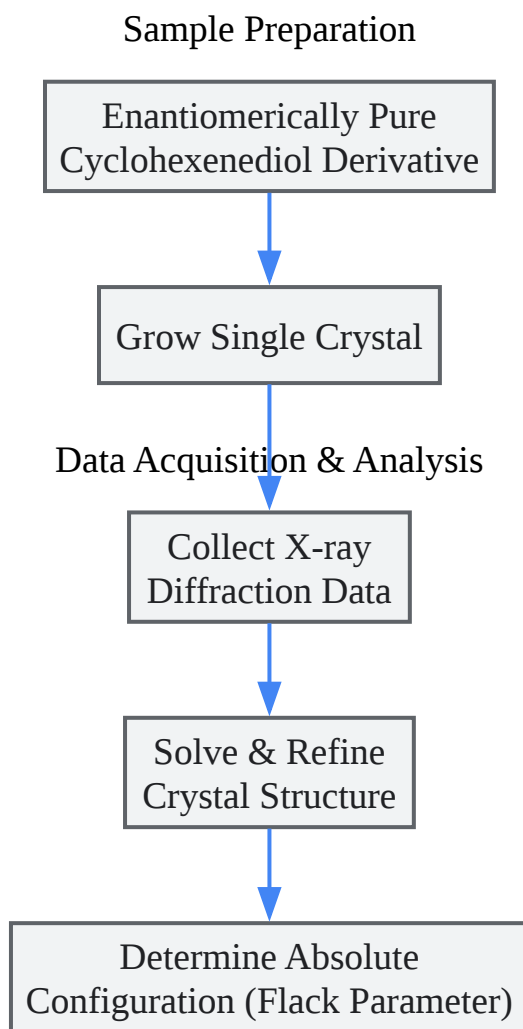 Sample Preparation
Enantiomerically Pure
Cyclohexenediol Derivative
Grow Single Crystal
Data Acquisition & Analysis
Collect X-ray
Diffraction Data
Solve & Refine
Crystal Structure
Determine Absolute
Configuration (Flack Parameter)